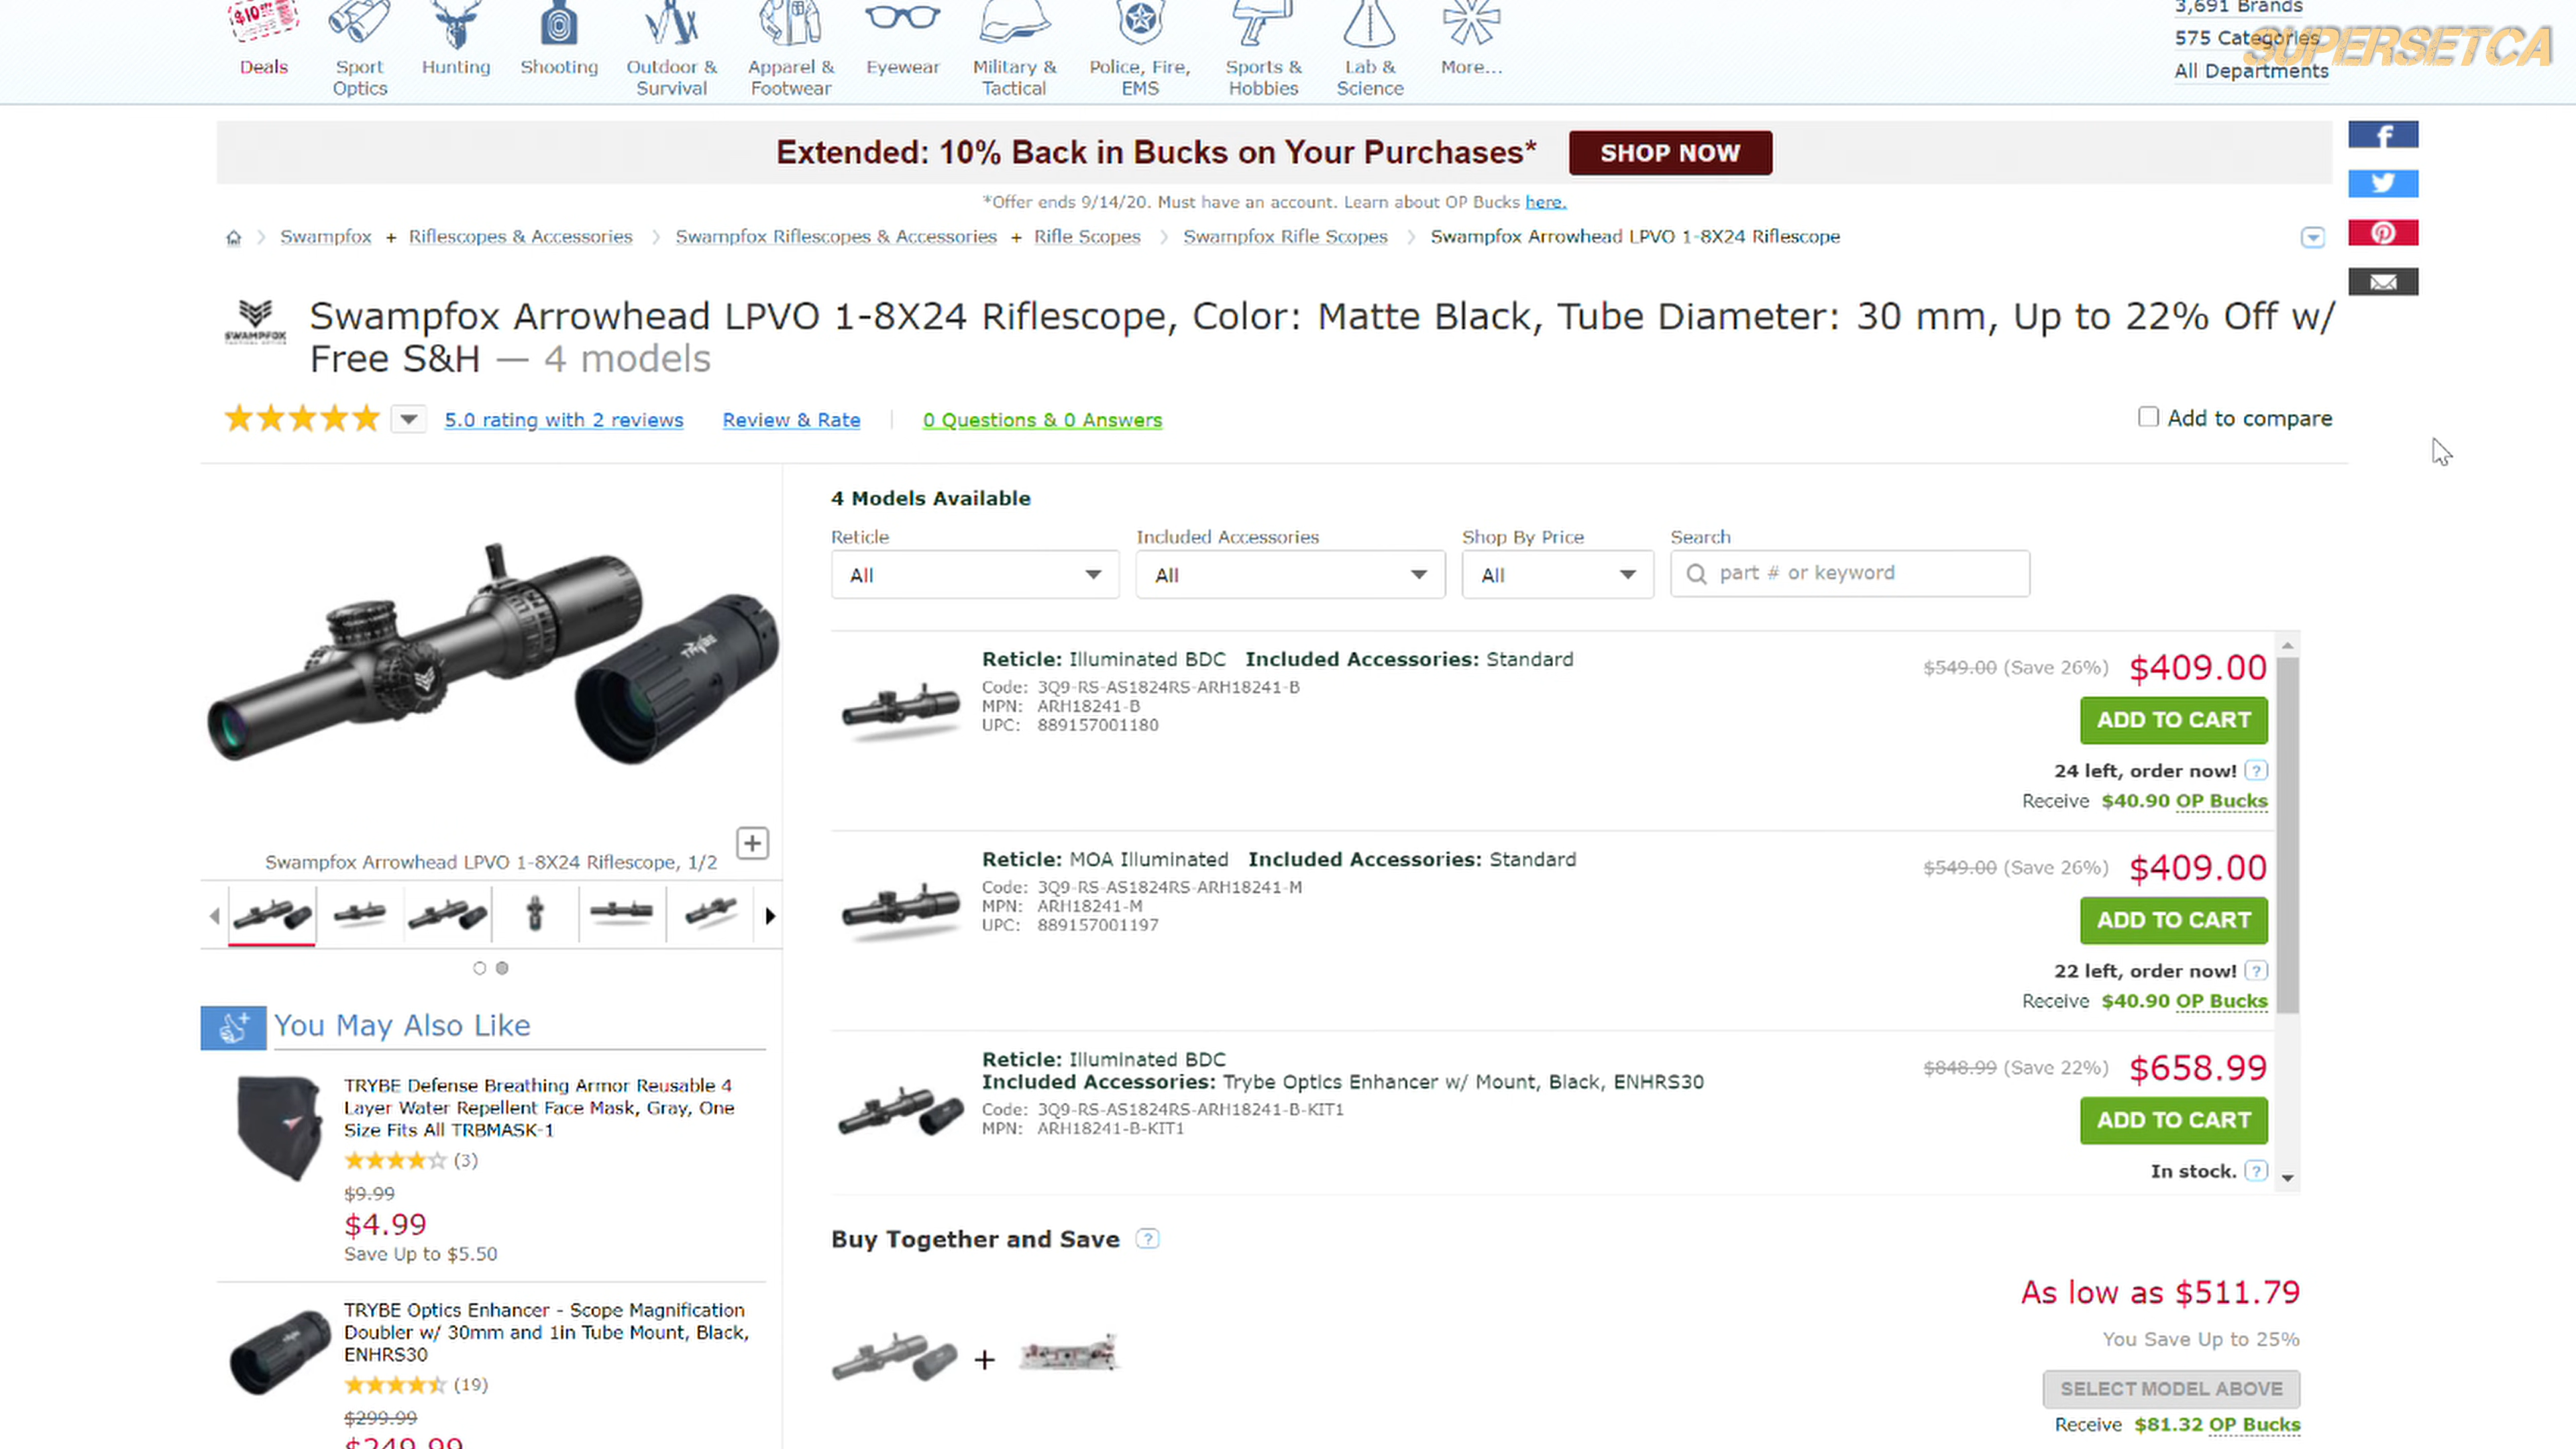 $10 OFF
Deals
Sport
Optics
Hunting
Shooting
Outdoor &
Survival
Apparel &
Footwear
Eyewear
Military &
Tactical
Police, Fire,
EMS
Sports &
Hobbies
Lab &
Science
More...
3,691 Brands
575 Categories
All Departments
SUPERSETCA
Extended: 10% Back in Bucks on Your Purchases*
SHOP NOW
*Offer ends 9/14/20. Must have an account. Learn about OP Bucks here.
Swampfox + Riflescopes & Accessories > Swampfox Riflescopes & Accessories + Rifle Scopes > Swampfox Rifle Scopes > Swampfox Arrowhead LPVO 1-8X24 Riflescope
SWAMPFOX
Swampfox Arrowhead LPVO 1-8X24 Riflescope, Color: Matte Black, Tube Diameter: 30 mm, Up to 22% Off w/
Free S&H — 4 models
5.0 rating with 2 reviews
Review & Rate
0 Questions & 0 Answers
Add to compare
TRYBE
Swampfox Arrowhead LPVO 1-8X24 Riflescope, 1/2
4 Models Available
Reticle
All
Included Accessories
All
Shop By Price
All
Search
part # or keyword
Reticle: Illuminated BDC Included Accessories: Standard
Code: 3Q9-RS-AS1824RS-ARH18241-B
MPN: ARH18241-B
UPC: 889157001180
$549.00 (Save 26%) $409.00
ADD TO CART
24 left, order now! ?
Receive $40.90 OP Bucks
Reticle: MOA Illuminated Included Accessories: Standard
Code: 3Q9-RS-AS1824RS-ARH18241-M
MPN: ARH18241-M
UPC: 889157001197
$549.00 (Save 26%) $409.00
ADD TO CART
22 left, order now! ?
Receive $40.90 OP Bucks
Reticle: Illuminated BDC
Included Accessories: Trybe Optics Enhancer w/ Mount, Black, ENHRS30
Code: 3Q9-RS-AS1824RS-ARH18241-B-KIT1
MPN: ARH18241-B-KIT1
$848.99 (Save 22%) $658.99
ADD TO CART
In stock. ?
You May Also Like
TRYBE Defense Breathing Armor Reusable 4
Layer Water Repellent Face Mask, Gray, One
Size Fits All TRBMASK-1
(3)
$9.99
$4.99
Save Up to $5.50
TRYBE Optics Enhancer - Scope Magnification
Doubler w/ 30mm and 1in Tube Mount, Black,
ENHRS30
(19)
$299.99
$249.99
Buy Together and Save ?
+
As low as $511.79
You Save Up to 25%
SELECT MODEL ABOVE
Receive $81.32 OP Bucks